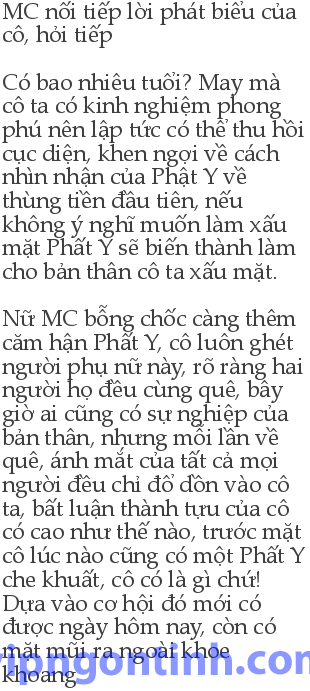 MC nối tiếp lời phát biểu của
cô, hỏi tiếp
Có bao nhiêu tuổi? May mà
cô ta có kinh nghiệm phong
phú nên lập tức có thể thu hồi
cục diện, khen ngợi về cách
nhìn nhận của Phật Y về
thùng tiền đầu tiên, nếu
không ý nghĩ muốn làm xấu
mặt Phất Y sẽ biến thành làm
cho bản thân cô ta xấu mặt.
Nữ MC bỗng chốc càng thêm
căm hận Phất Y, cô luôn ghét
người phụ nữ này, rõ ràng hai
người họ đều cùng quê, bây
giờ ai cũng có sự nghiệp của
bản thân, nhưng mỗi lần về
quê, ánh mắt của tất cả mọi
người đều chỉ đổ dồn vào cô
ta, bất luận thành tựu của cô
có cao như thế nào, trước mặt
cô lúc nào cũng có một Phất Y
che khuất, cô có là gì chứ!
Dựa vào cơ hội đó mới có
được ngày hôm nay, còn có
mặt mũi ra ngoài khoe
khoang
vipngontinh.com